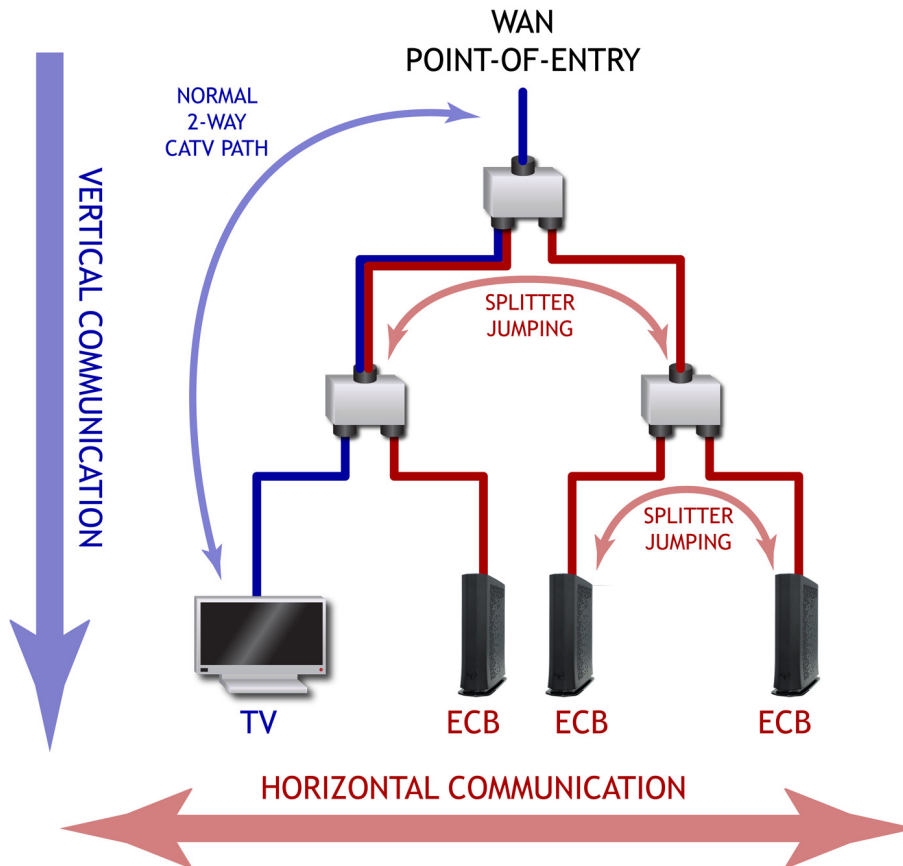 WAN
POINT-OF-ENTRY
NORMAL
2-WAY
CATV PATH
VERTICAL COMMUNICATION
SPLITTER
JUMPING
SPLITTER
JUMPING
TV
ECB
ECB
ECB
HORIZONTAL COMMUNICATION